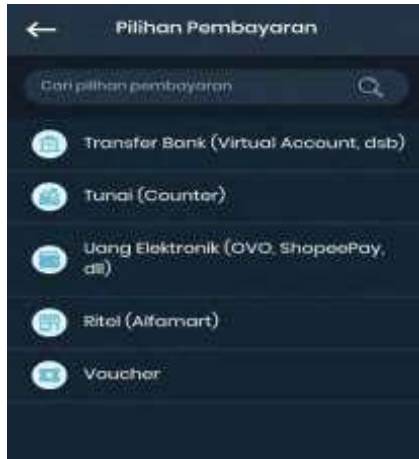 Pilihan Pembayaran
Cari pilihan pembayaran
Transfer Bank (Virtual Account, dsb)
Tunai (Counter)
Uang Elektronik (OVO, ShopeePay,
dll)
Ritel (Alfamart)
Voucher